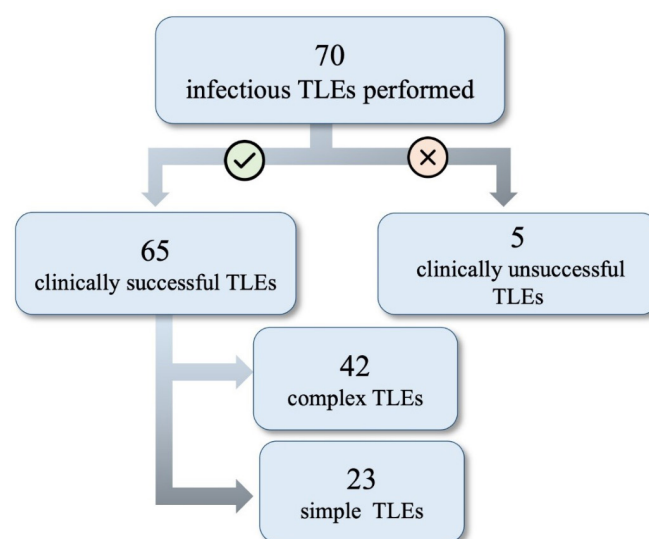 70
infectious TLEs performed
65
clinically successful TLEs
5
clinically unsuccessful
TLEs
42
complex TLEs
23
simple TLEs